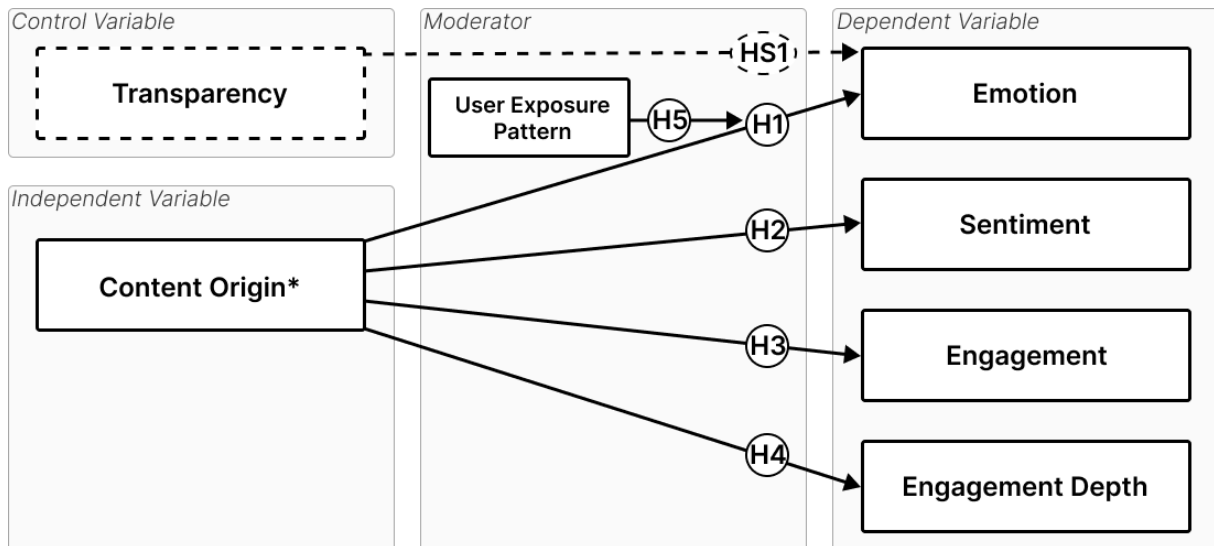 Control Variable
Moderator
Dependent Variable
Transparency
HS1
Emotion
User Exposure
Pattern
H5
H1
Independent Variable
Content Origin*
H2
Sentiment
H3
Engagement
H4
Engagement Depth